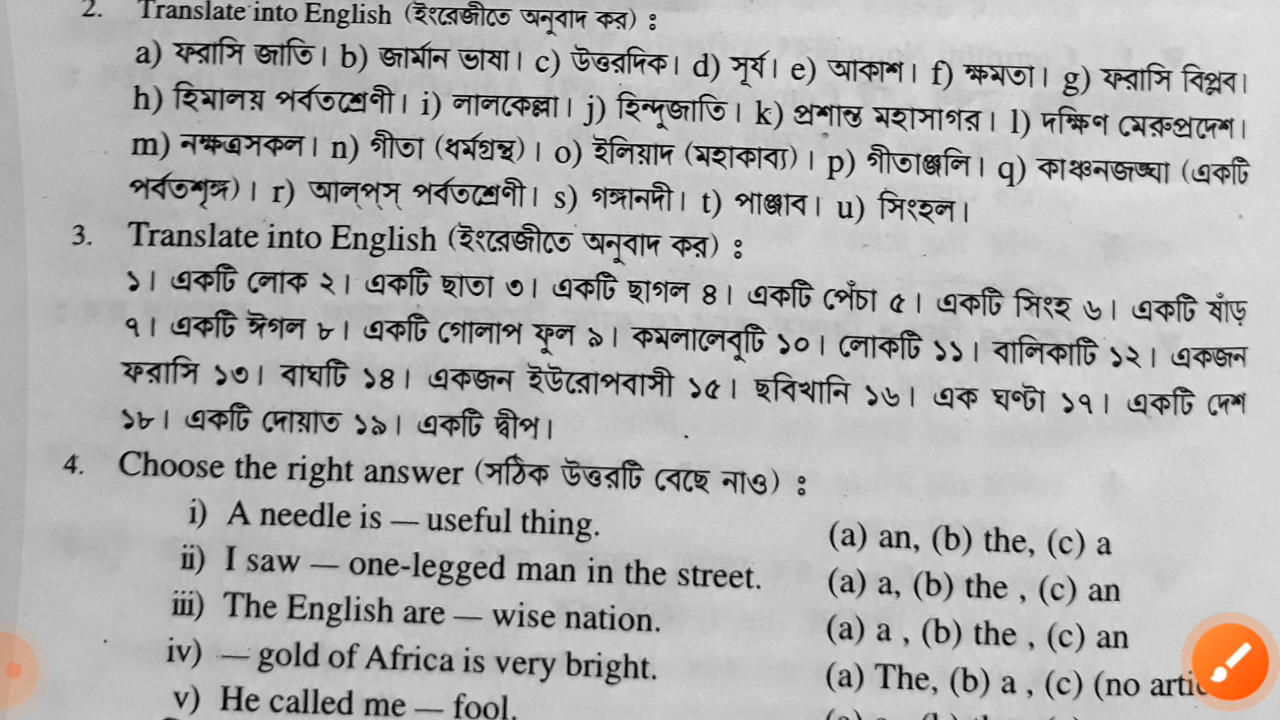 2. Translate into English (ইংরেজীতে অনুবাদ কর) :
a) ফরাসি জাতি। b) জার্মান ভাষা। c) উত্তরদিক। d) সূর্য। e) আকাশ। f) ক্ষমতা। g) ফরাসি বিপ্লব।
h) হিমালয় পর্বতশ্রেণী। i) লালকেল্লা। j) হিন্দুজাতি। k) প্রশান্ত মহাসাগর। l) দক্ষিণ মেরুপ্রদেশ।
m) নক্ষত্রসকল। n) গীতা (ধর্মগ্রন্থ)। o) ইলিয়াদ (মহাকাব্য)। p) গীতাঞ্জলি। q) কাঞ্চনজঙ্ঘা (একটি
পর্বতশৃঙ্গ)। r) আল্‌পস্ পর্বতশ্রেণী। s) গঙ্গানদী। t) পাঞ্জাব। u) সিংহল।
3. Translate into English (ইংরেজীতে অনুবাদ কর) :
১। একটি লোক ২। একটি ছাতা ৩। একটি ছাগল ৪। একটি পেঁচা ৫। একটি সিংহ ৬। একটি ষাঁড়
৭। একটি ঈগল ৮। একটি গোলাপ ফুল ৯। কমলালেবুটি ১০। লোকটি ১১। বালিকাটি ১২। একজন
ফরাসি ১৩। বাঘটি ১৪। একজন ইউরোপবাসী ১৫। ছবিখানি ১৬। এক ঘণ্টা ১৭। একটি দেশ
১৮। একটি দোয়াত ১৯। একটি দ্বীপ।
4. Choose the right answer (সঠিক উত্তরটি বেছে নাও) :
i) A needle is — useful thing. (a) an, (b) the, (c) a
ii) I saw — one-legged man in the street. (a) a, (b) the , (c) an
iii) The English are — wise nation. (a) a , (b) the , (c) an
iv) — gold of Africa is very bright. (a) The, (b) a , (c) (no artic
v) He called me — fool.